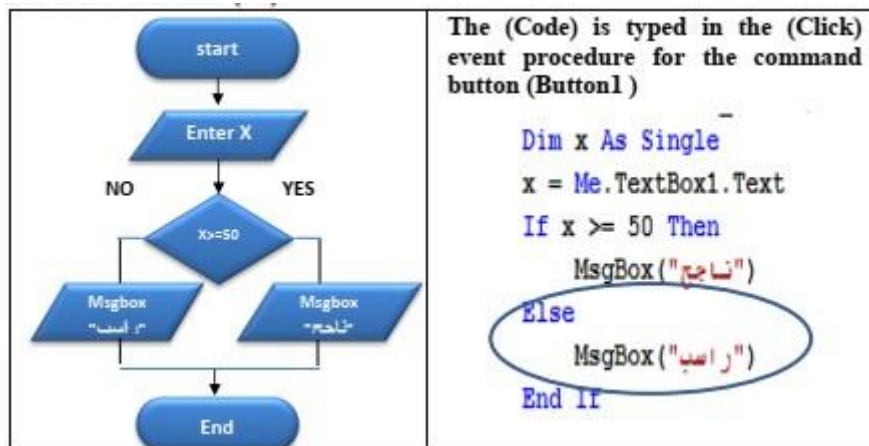 start
Enter X
NO YES
X>=50
Msgbox
"راسب"
Msgbox
"ناجح"
End
The (Code) is typed in the (Click)
event procedure for the command
button (Button1 )
Dim x As Single
x = Me.TextBox1.Text
If x >= 50 Then
MsgBox("ناجح")
Else
MsgBox("راسب")
End If